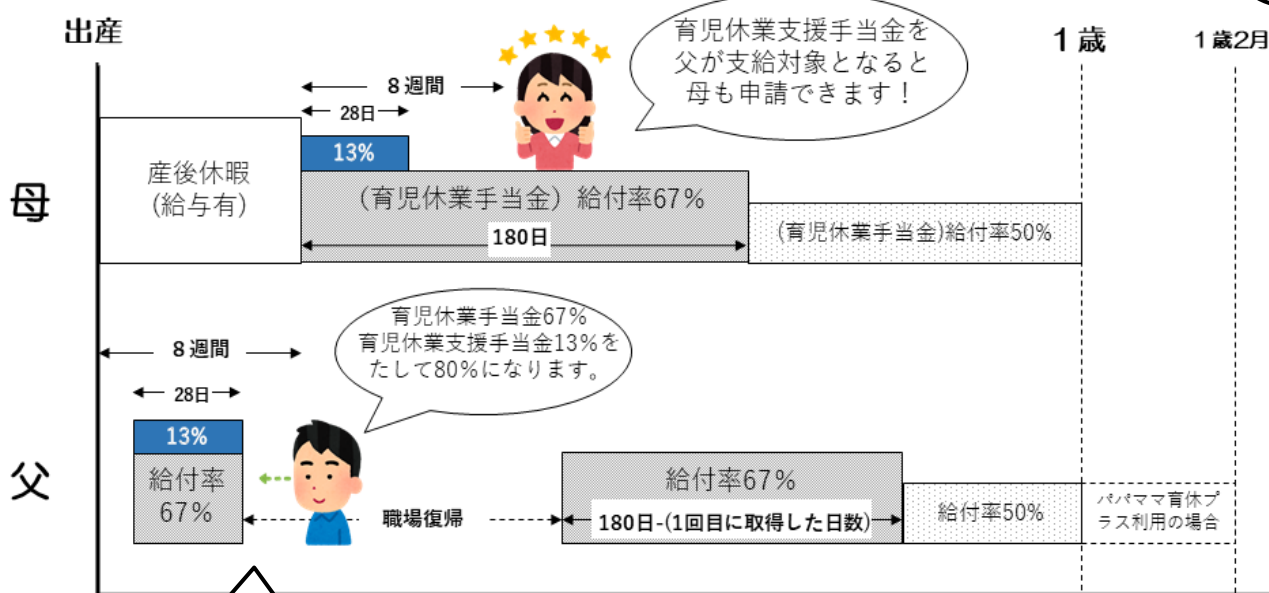 出産
1歳
1歳2月
育児休業支援手当金を
父が支給対象となると
母も申請できます！
8週間
28日
13%
母
産後休暇
(給与有)
(育児休業手当金) 給付率67%
180日
(育児休業手当金)給付率50%
育児休業手当金67%
育児休業支援手当金13%を
たして80%になります。
8週間
28日
13%
父
給付率
67%
職場復帰
給付率67%
180日-(1回目に取得した日数)
給付率50%
パパママ育休プ
ラス利用の場合